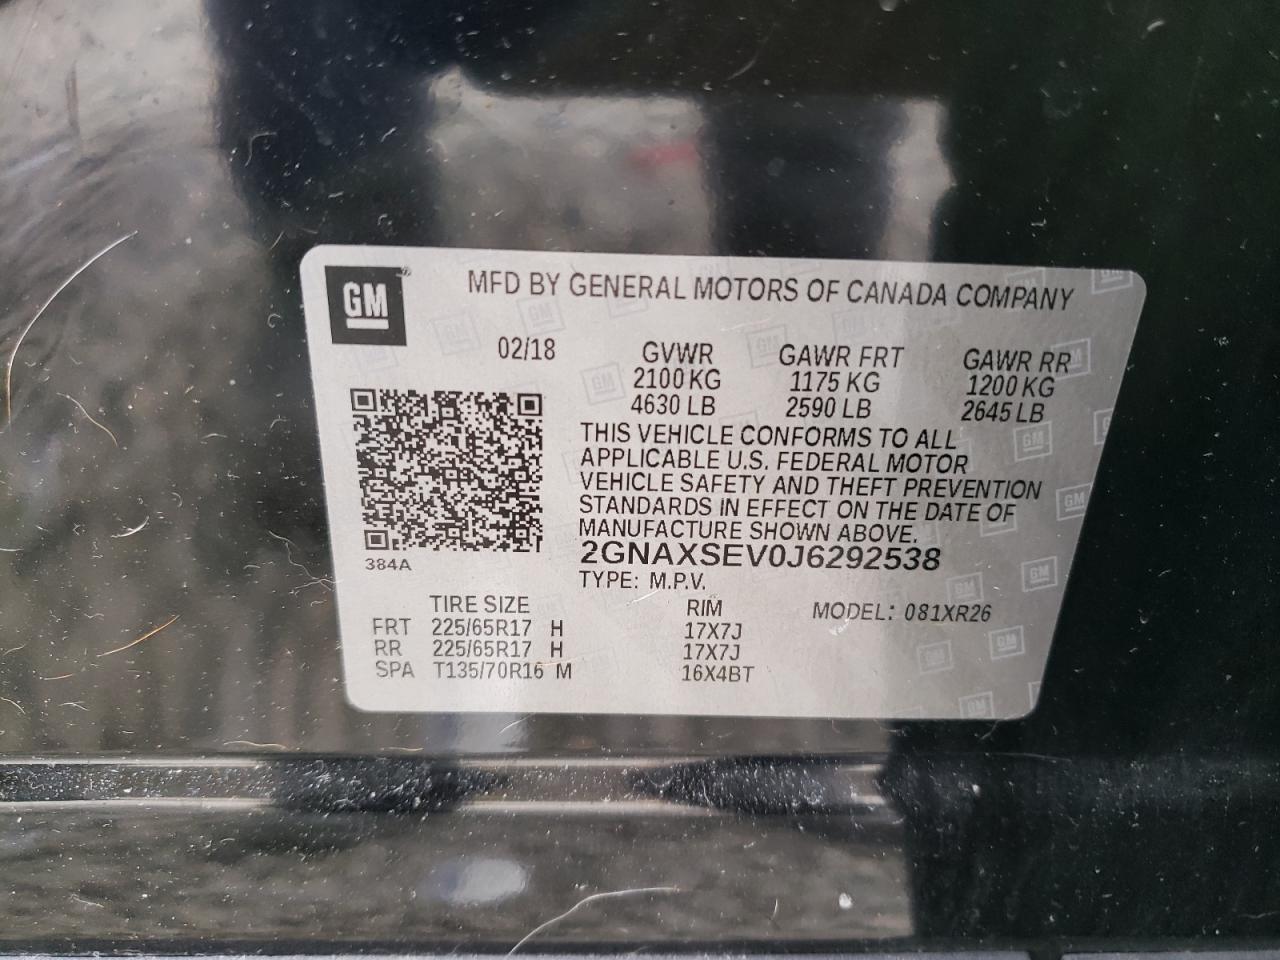 GM
MFD BY GENERAL MOTORS OF CANADA COMPANY
02/18 GVWR GAWR FRT GAWR RR
2100 KG 1175 KG 1200 KG
4630 LB 2590 LB 2645 LB
THIS VEHICLE CONFORMS TO ALL
APPLICABLE U.S. FEDERAL MOTOR
VEHICLE SAFETY AND THEFT PREVENTION
STANDARDS IN EFFECT ON THE DATE OF
MANUFACTURE SHOWN ABOVE.
384A
2GNAXSEV0J6292538
TYPE: M.P.V.
TIRE SIZE RIM MODEL: 081XR26
FRT 225/65R17 H 17X7J
RR 225/65R17 H 17X7J
SPA T135/70R16 M 16X4BT